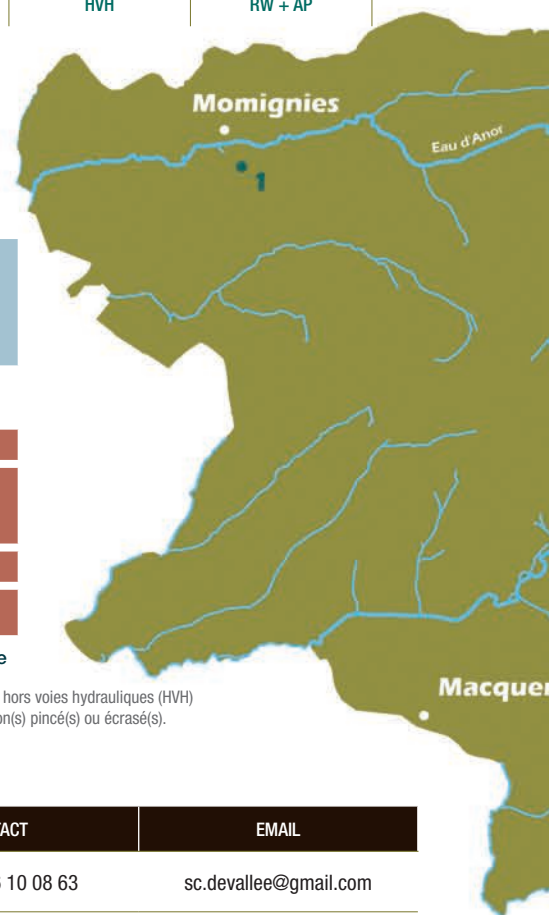 HVH RW + AP
Momignies
Eau d'Anor
1
e
hors voies hydrauliques (HVH)
on(s) pincé(s) ou écrasé(s).
Macquer
TACT EMAIL
10 08 63 sc.devallee@gmail.com